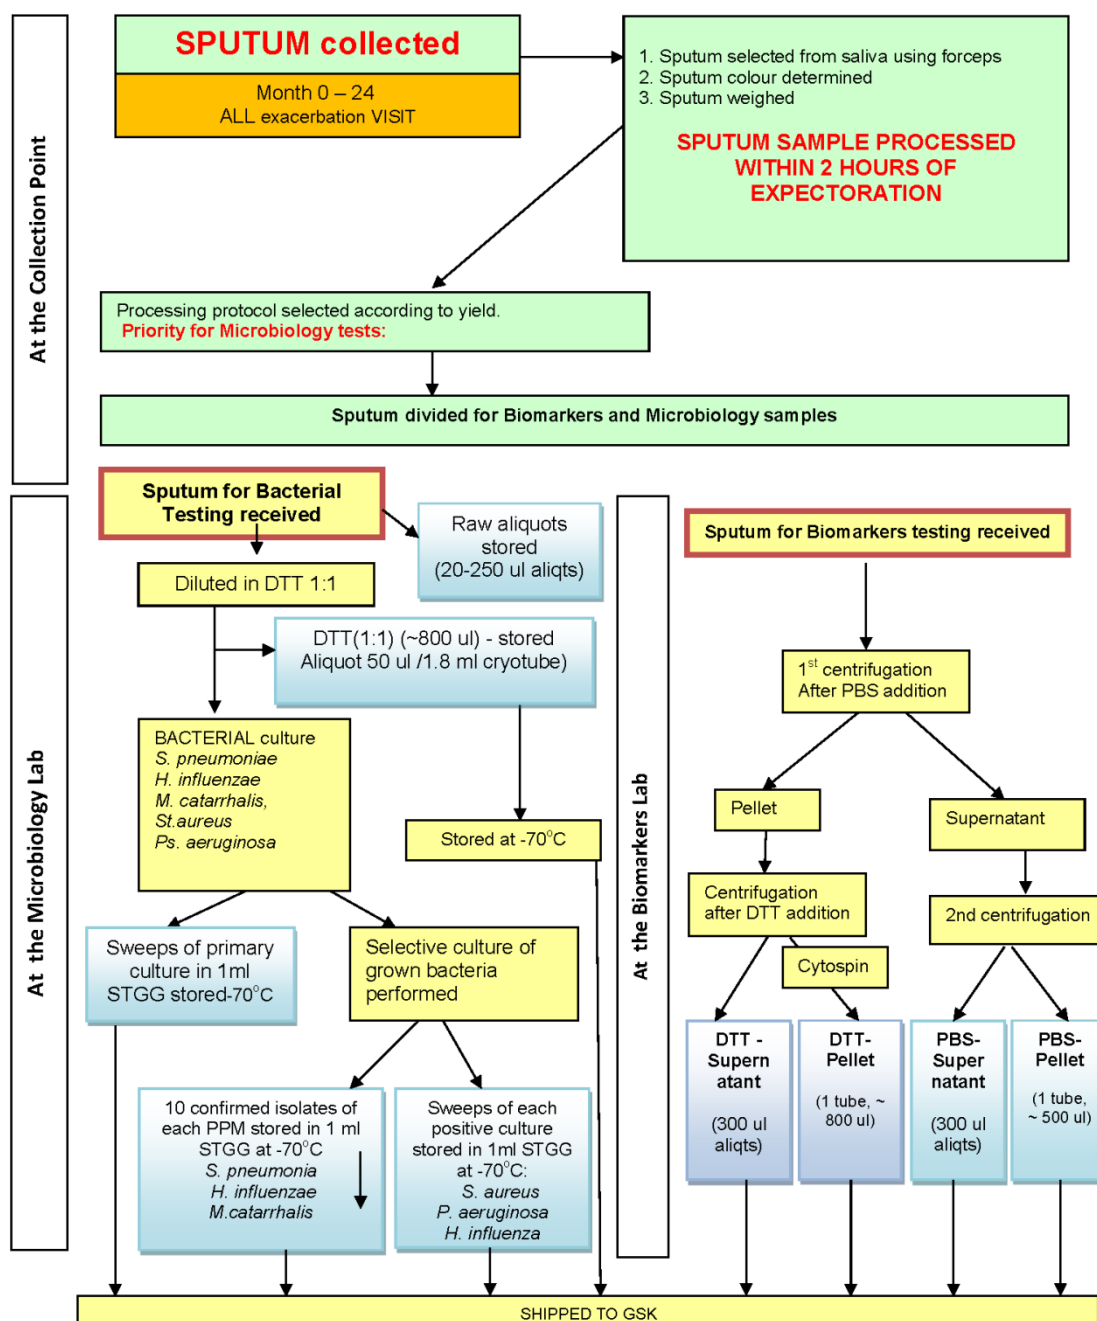 At the Collection Point
SPUTUM collected
Month 0 – 24
ALL exacerbation VISIT
1. Sputum selected from saliva using forceps
2. Sputum colour determined
3. Sputum weighed
SPUTUM SAMPLE PROCESSED
WITHIN 2 HOURS OF
EXPECTORATION
Processing protocol selected according to yield.
Priority for Microbiology tests:
Sputum divided for Biomarkers and Microbiology samples
At the Microbiology Lab
Sputum for Bacterial
Testing received
Raw aliquots
stored
(20-250 ul aliqts)
Diluted in DTT 1:1
DTT(1:1) (~800 ul) - stored
Aliquot 50 ul /1.8 ml cryotube)
BACTERIAL culture
S. pneumoniae
H. influenzae
M. catarrhalis,
St.aureus
Ps. aeruginosa
Stored at -70°C
Sweeps of primary
culture in 1ml
STGG stored-70°C
Selective culture of
grown bacteria
performed
10 confirmed isolates of
each PPM stored in 1 ml
STGG at -70°C
S. pneumonia
H. influenzae
M.catarrhalis
Sweeps of each
positive culture
stored in 1ml STGG
at -70°C:
S. aureus
P. aeruginosa
H. influenza
At the Biomarkers Lab
Sputum for Biomarkers testing received
1st centrifugation
After PBS addition
Pellet
Supernatant
Centrifugation
after DTT addition
2nd centrifugation
Cytospin
DTT -
Supern
atant
(300 ul
aliqts)
DTT-
Pellet
(1 tube, ~
800 ul)
PBS-
Super
natant
(300 ul
aliqts)
PBS-
Pellet
(1 tube,
~ 500 ul)
SHIPPED TO GSK